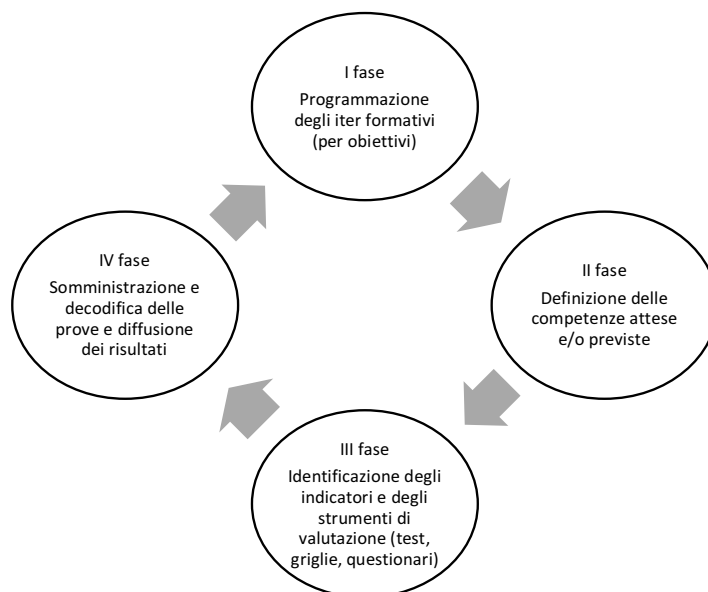 I fase
Programmazione
degli iter formativi
(per obiettivi)
II fase
Definizione delle
competenze attese
e/o previste
III fase
Identificazione degli
indicatori e degli
strumenti di
valutazione (test,
griglie, questionari)
IV fase
Somministrazione e
decodifica delle
prove e diffusione
dei risultati